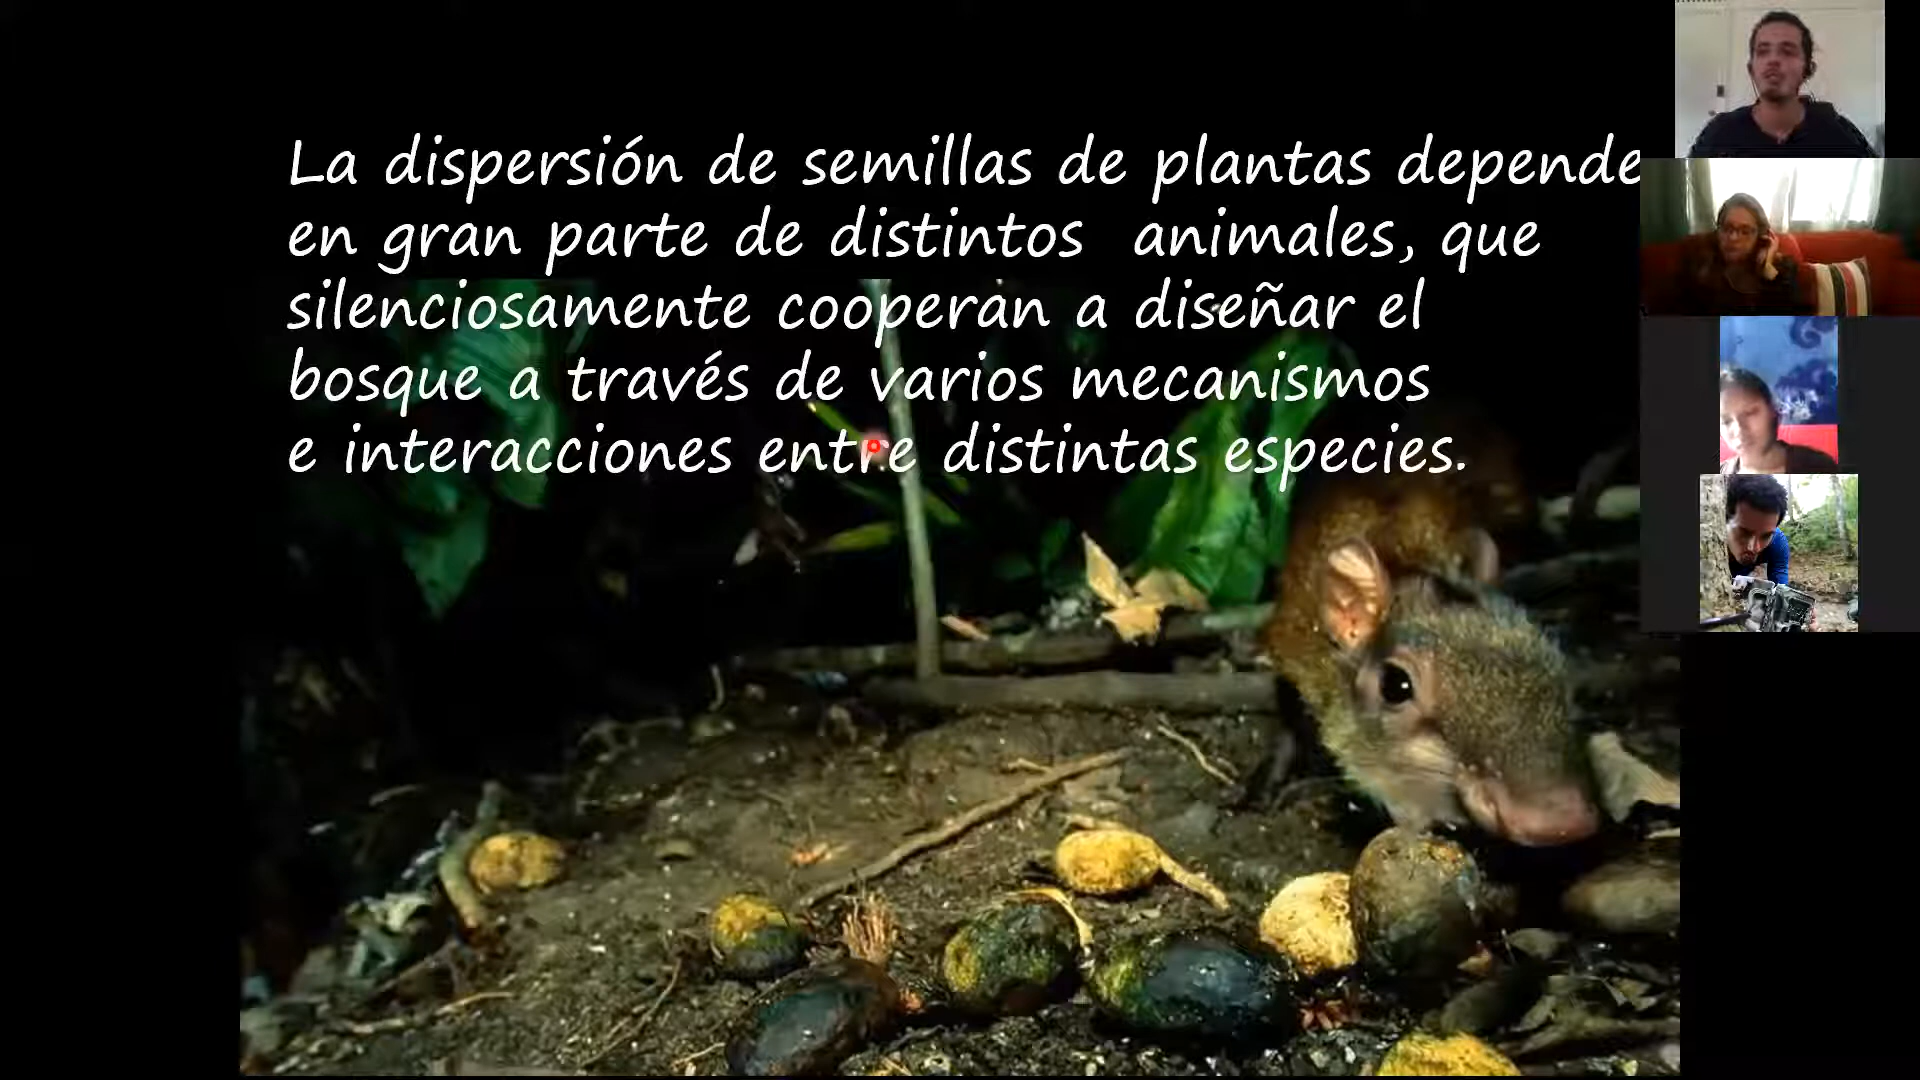 La dispersión de semillas de plantas depende
en gran parte de distintos animales, que
silenciosamente cooperan a diseñar el
bosque a través de varios mecanismos
e interacciones entre distintas especies.